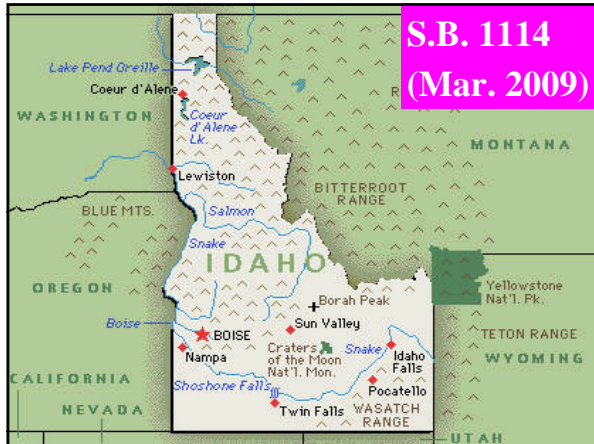 S.B. 1114
(Mar. 2009)
Lake Pend Oreille
Coeur d'Alene
WASHINGTON
Coeur
d'Alene
Lk.
R
MONTANA
Lewiston
BITTERROOT
RANGE
BLUE MTS.
Salmon
Snake
IDAHO
OREGON
Yellowstone
Nat'l. Pk.
Borah Peak
Boise
BOISE
Sun Valley
TETON RANGE
Nampa
Craters
of the Moon
Nat'l. Mon.
Snake
Idaho
Falls
WYOMING
Shoshone Falls
Pocatello
CALIFORNIA
Twin Falls
WASATCH
RANGE
NEVADA
UTAH